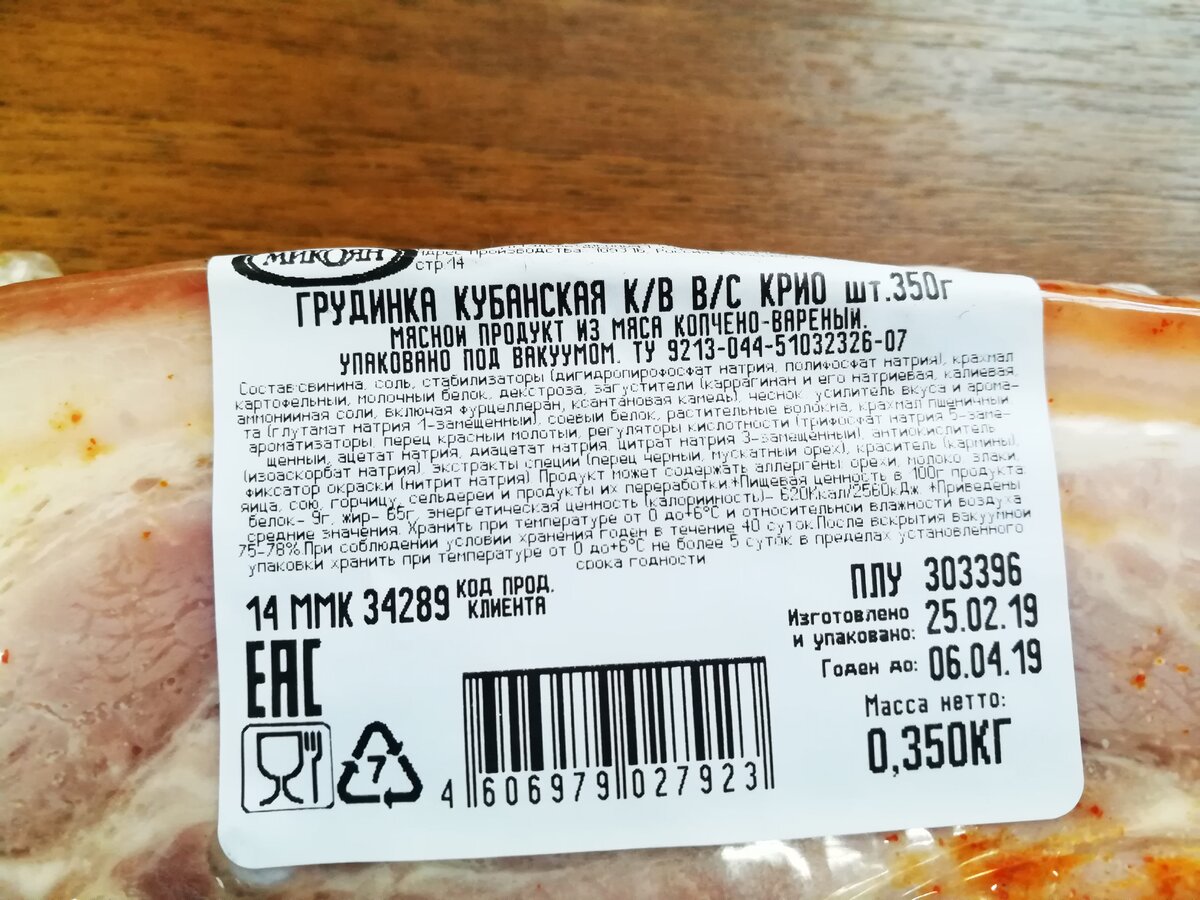 МИКОЯН
стр 14
ГРУДИНКА КУБАНСКАЯ К/В В/С КРИО шт.350г
МЯСНОЙ ПРОДУКТ ИЗ МЯСА КОПЧЕНО-ВАРЕНЫЙ.
УПАКОВАНО ПОД ВАКУУМОМ. ТУ 9213-044-51032326-07
Состав:свинина, соль, стабилизаторы (дигидропирофосфат натрия, полифосфат натрия), крахмал
картофельный, молочный белок, декстроза, загустители (каррагинан и его натриевая, калиевая,
аммонийная соли, включая фурцеллеран, ксантановая камедь), чеснок, усилитель вкуса и арома-
та (глутамат натрия 1-замещенный), соевый белок, растительные волокна, крахмал пшеничный,
ароматизаторы, перец красный молотый, регуляторы кислотности (трифосфат натрия 5-заме-
щенный, ацетат натрия, диацетат натрия, цитрат натрия 3-замещенный), антиокислитель
(изоаскорбат натрия), экстракты специй (перец черный, мускатный орех), краситель (кармины),
фиксатор окраски (нитрит натрия). Продукт может содержать аллергены: орехи, молоко, злаки,
яйца, сою, горчицу, сельдерей и продукты их переработки.+Пищевая ценность в 100г продукта:
белок- 9г, жир- 65г, энергетическая ценность (калорийность)- 620Ккал/2560кДж. +Приведены
средние значения. Хранить при температуре от 0 до+6°С и относительной влажности воздуха
75-78%.При соблюдении условий хранения годен в течение 40 суток.После вскрытия вакуумной
упаковки хранить при температуре от 0 до+6°С не более 5 суток в пределах установленного
срока годности
14 ММК 34289 КОД ПРОД.
КЛИЕНТА
ПЛУ 303396
Изготовлено
и упаковано: 25.02.19
Годен до: 06.04.19
Масса нетто:
0,350КГ
EAC
7
4 606979 027923